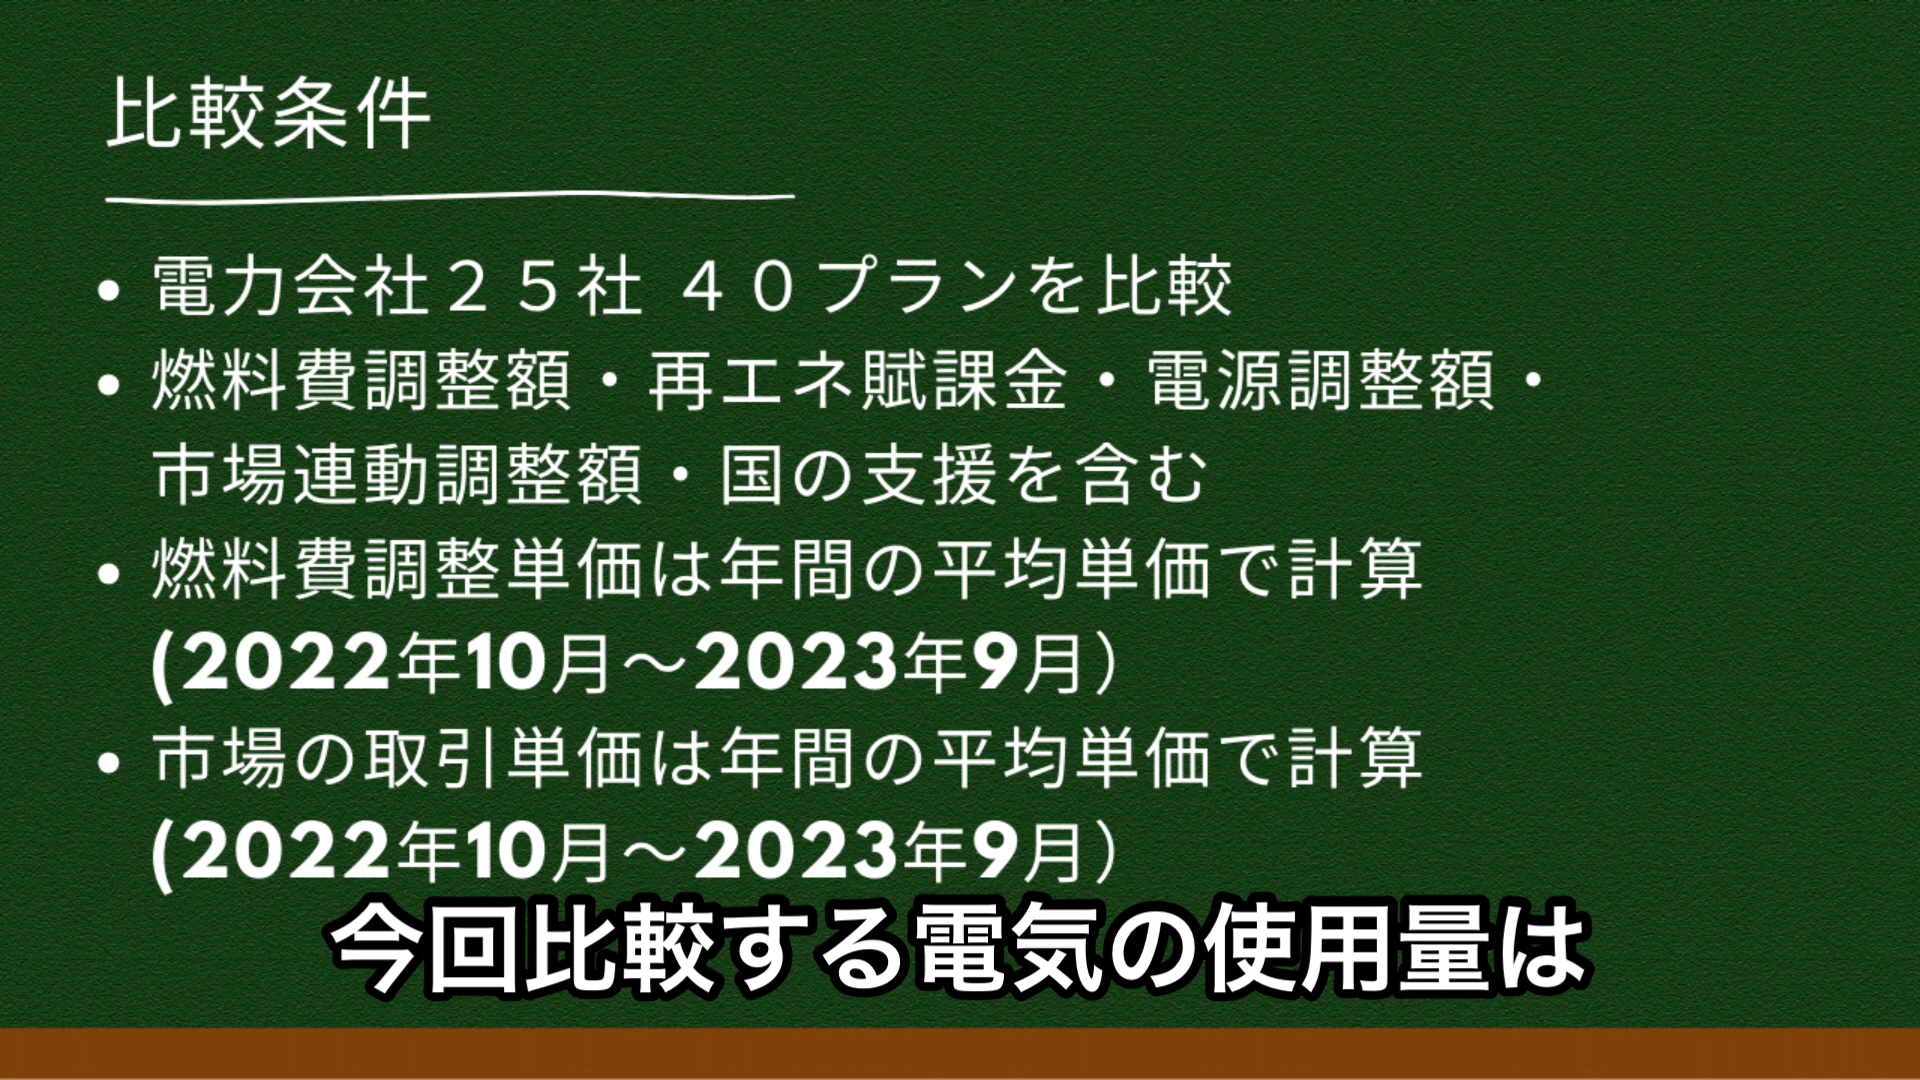 比較条件
• 電力会社２５社 ４０プランを比較
• 燃料費調整額・再エネ賦課金・電源調整額・
市場連動調整額・国の支援を含む
• 燃料費調整単価は年間の平均単価で計算
(2022年10月～2023年9月）
• 市場の取引単価は年間の平均単価で計算
(2022年10月～2023年9月）
今回比較する電気の使用量は